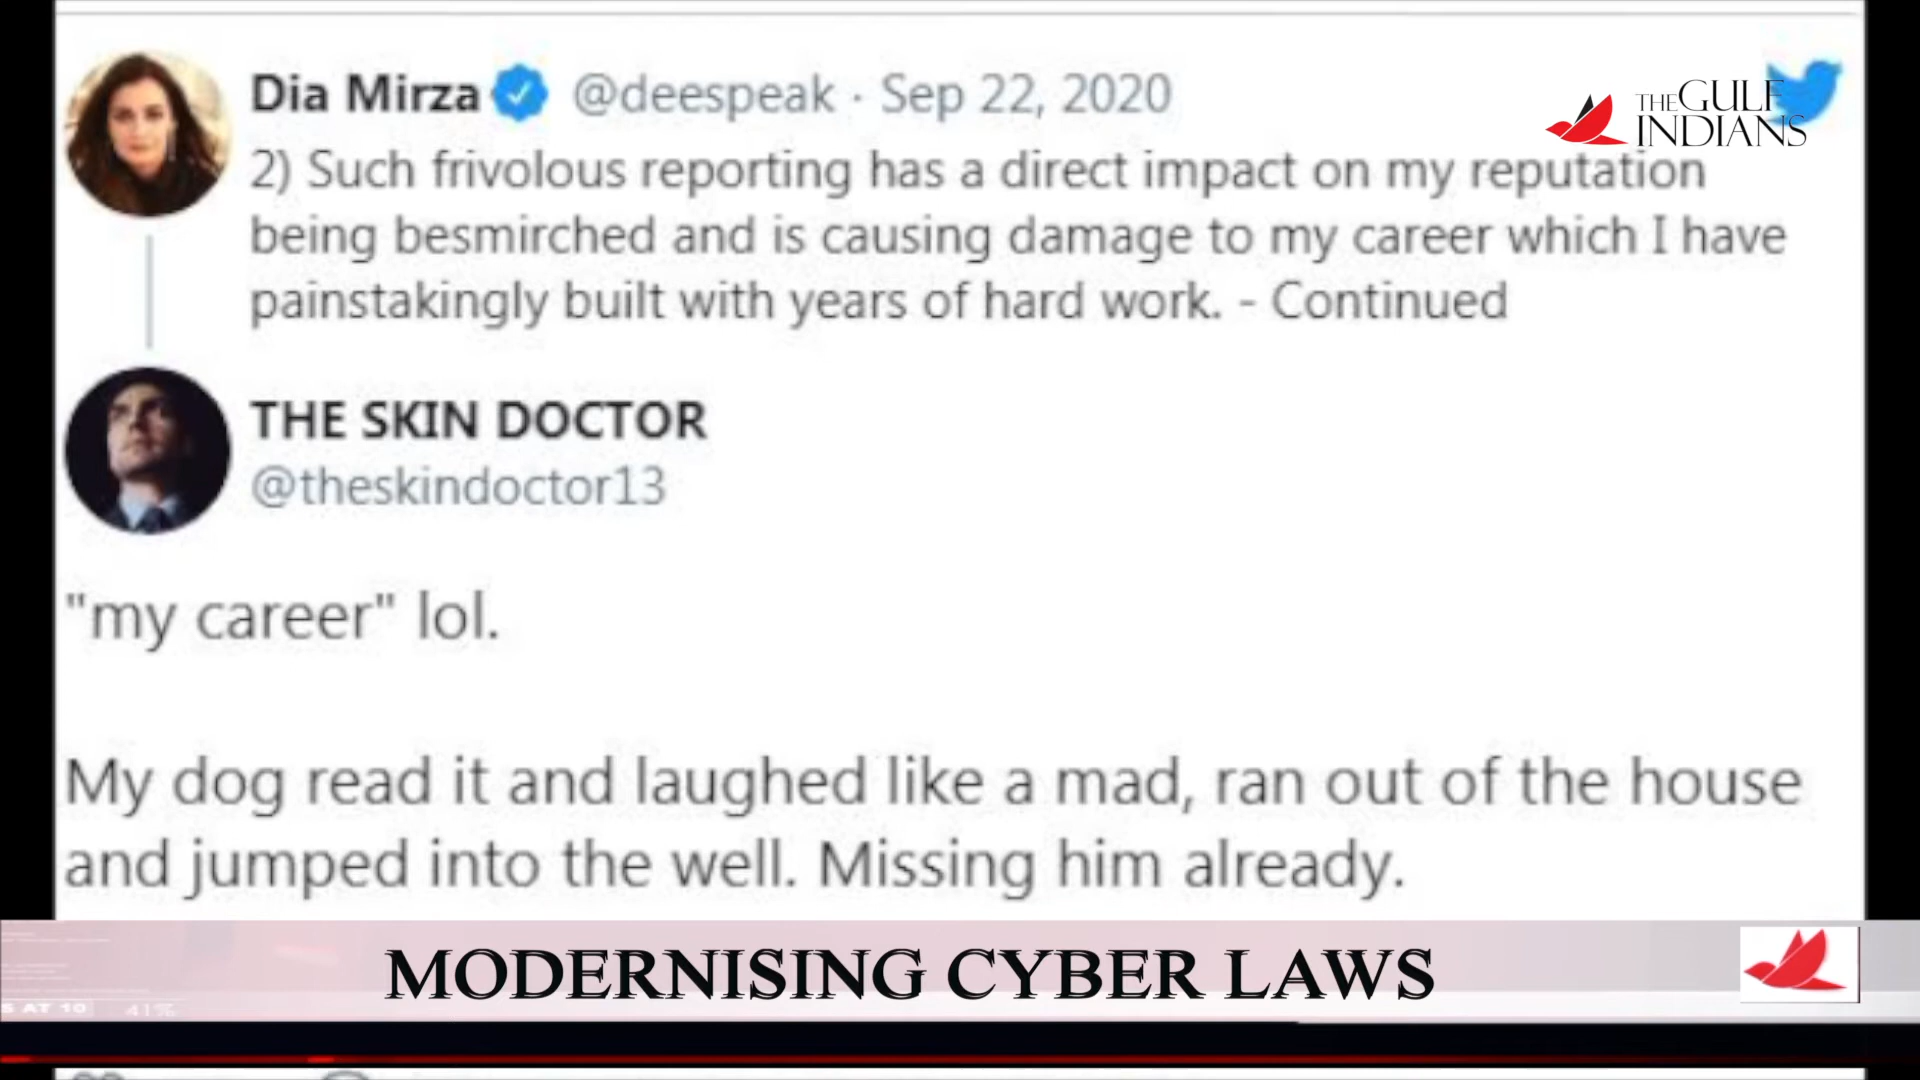 Dia Mirza @deespeak · Sep 22, 2020
THE GULF
INDIANS
2) Such frivolous reporting has a direct impact on my reputation
being besmirched and is causing damage to my career which I have
painstakingly built with years of hard work. - Continued
THE SKIN DOCTOR
@theskindoctor13
"my career" lol.
My dog read it and laughed like a mad, ran out of the house
and jumped into the well. Missing him already.
MODERNISING CYBER LAWS
S AT 10 41%